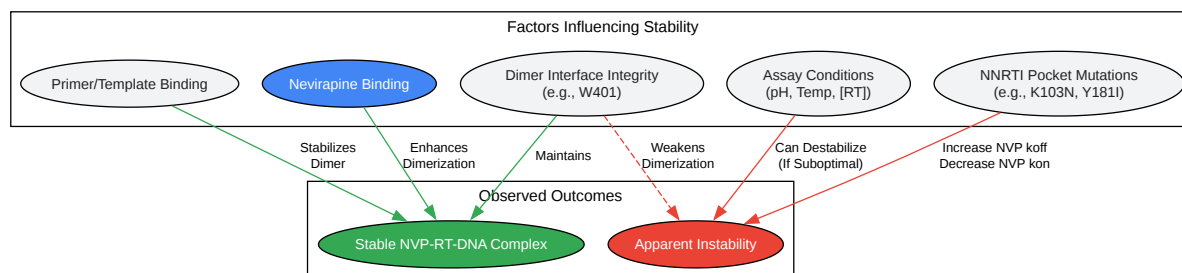 Factors Influencing Stability
Primer/Template Binding
Nevirapine Binding
Dimer Interface Integrity
(e.g., W401)
Assay Conditions
(pH, Temp, [RT])
NNRTI Pocket Mutations
(e.g., K103N, Y181I)
Stabilizes
Dimer
Enhances
Dimerization
Maintains
Weakens
Dimerization
Can Destabilize
(If Suboptimal)
Increase NVP koff
Decrease NVP kon
Observed Outcomes
Stable NVP-RT-DNA Complex
Apparent Instability